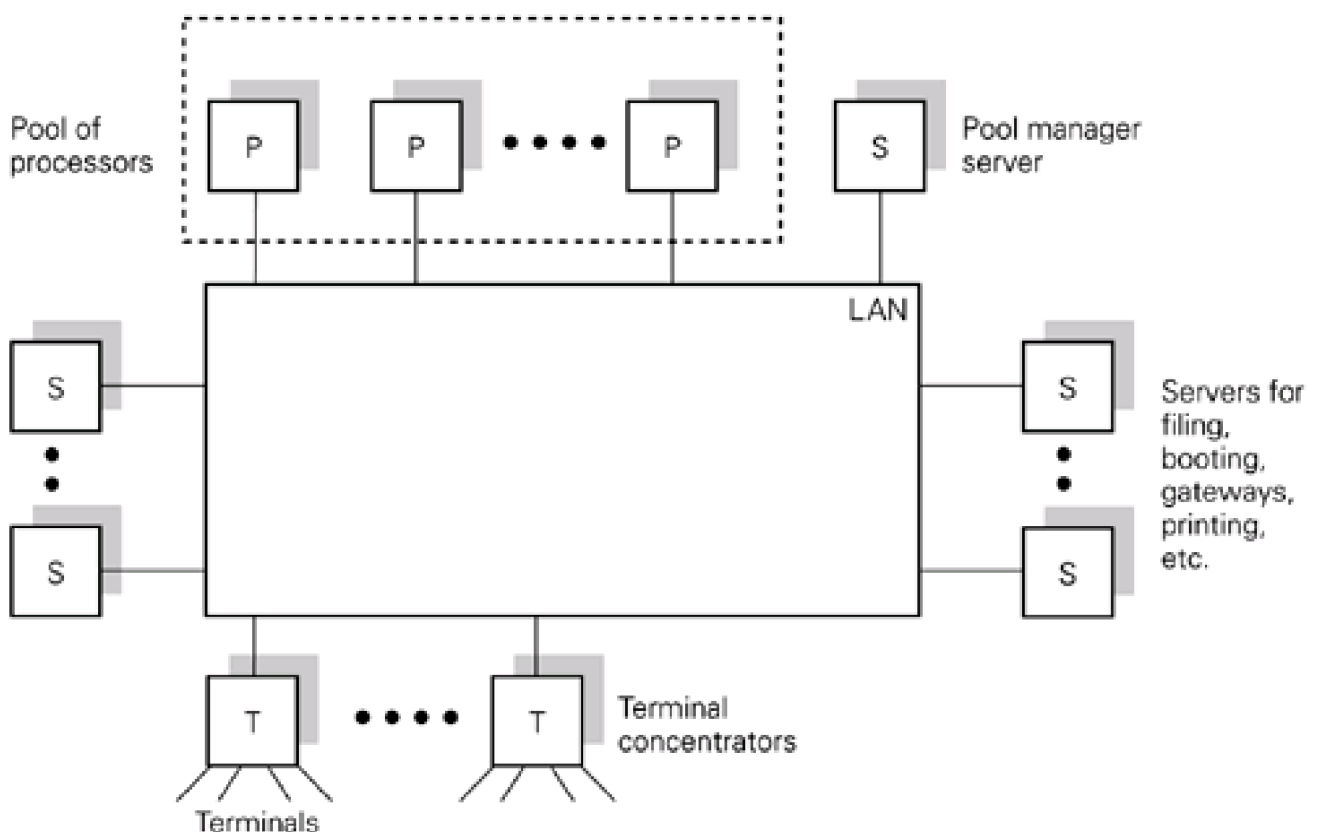 Pool of
processors
P
P
P
S
Pool manager
server
LAN
S
S
S
S
Servers for
filing,
booting,
gateways,
printing,
etc.
T
T
Terminal
concentrators
Terminals